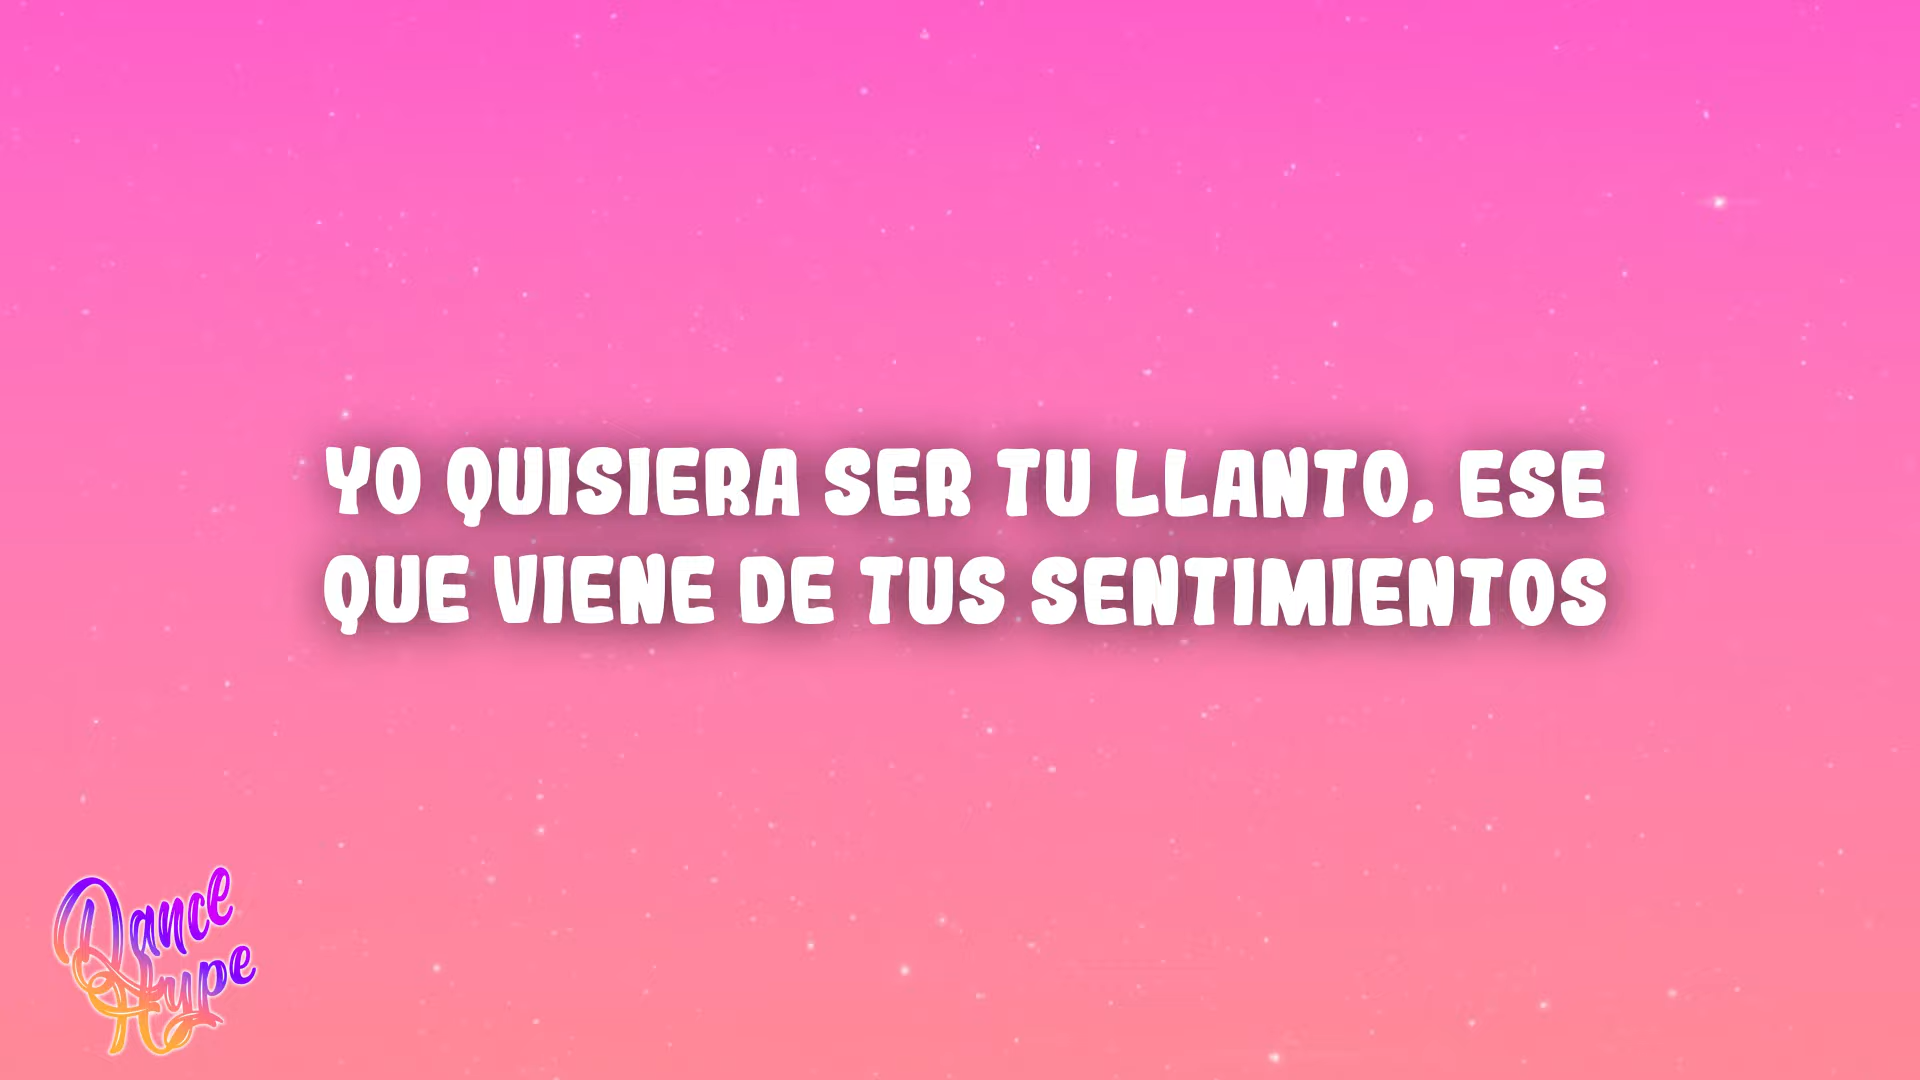 YO QUISIERA SER TU LLANTO, ESE
QUE VIENE DE TUS SENTIMIENTOS
Dance
Hype